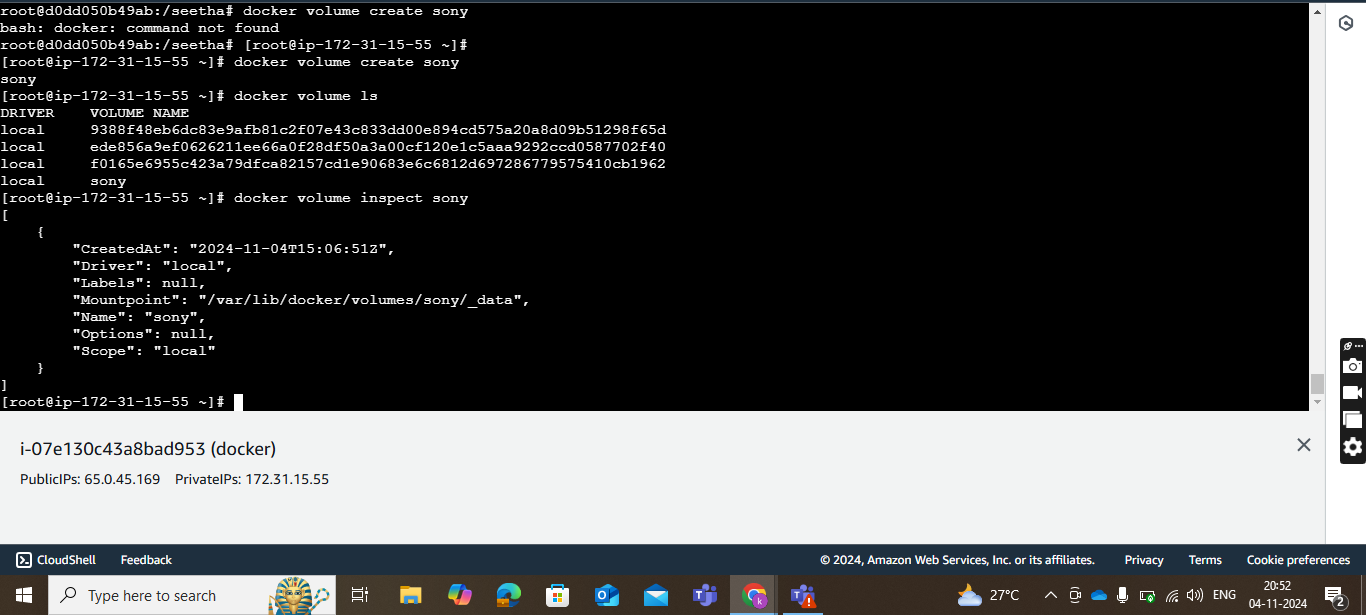 root@d0dd050b49ab:/seetha# docker volume create sony
bash: docker: command not found
root@d0dd050b49ab:/seetha# [root@ip-172-31-15-55 ~]#
[root@ip-172-31-15-55 ~]# docker volume create sony
sony
[root@ip-172-31-15-55 ~]# docker volume ls
DRIVER    VOLUME NAME
local     9388f48eb6dc83e9afb81c2f07e43c833dd00e894cd575a20a8d09b51298f65d
local     ede856a9ef0626211ee66a0f28df50a3a00cf120e1c5aaa9292ccd0587702f40
local     f0165e6955c423a79dfca82157cd1e90683e6c6812d697286779575410cb1962
local     sony
[root@ip-172-31-15-55 ~]# docker volume inspect sony
[
    {
        "CreatedAt": "2024-11-04T15:06:51Z",
        "Driver": "local",
        "Labels": null,
        "Mountpoint": "/var/lib/docker/volumes/sony/_data",
        "Name": "sony",
        "Options": null,
        "Scope": "local"
    }
]
[root@ip-172-31-15-55 ~]#
i-07e130c43a8bad953 (docker)
PublicIPs: 65.0.45.169 PrivateIPs: 172.31.15.55
CloudShell Feedback © 2024, Amazon Web Services, Inc. or its affiliates. Privacy Terms Cookie preferences
Type here to search 27°C ENG 20:52
04-11-2024 2